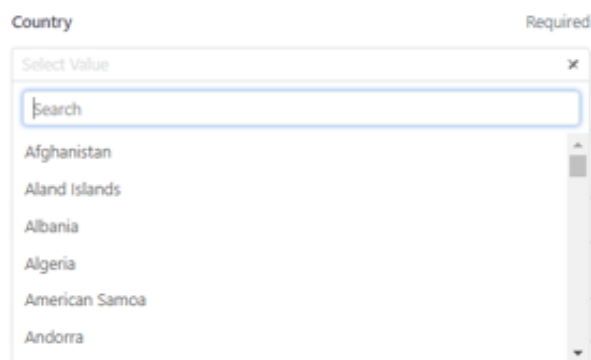 Country Required
Select Value
Search
Afghanistan
Aland Islands
Albania
Algeria
American Samoa
Andorra